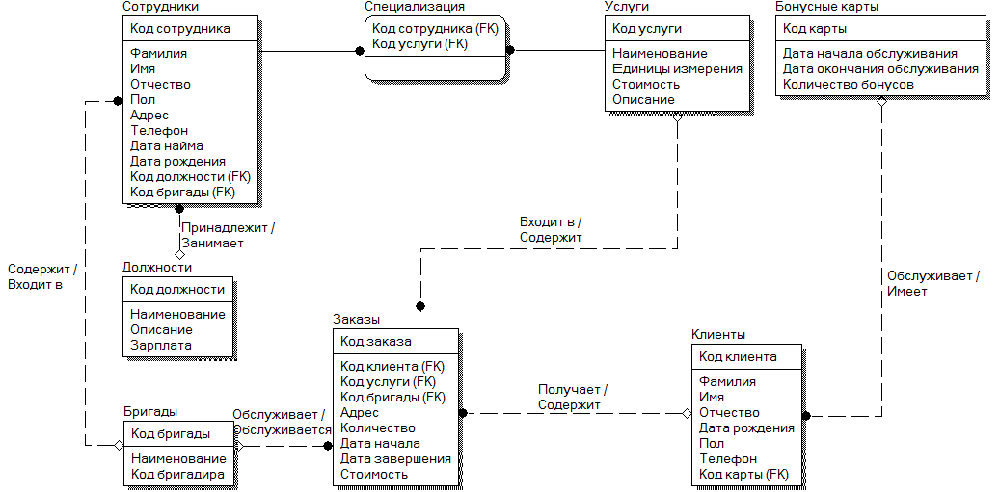 Сотрудники
Код сотрудника
Фамилия
Имя
Отчество
Пол
Адрес
Телефон
Дата найма
Дата рождения
Код должности (FK)
Код бригады (FK)
Специализация
Код сотрудника (FK)
Код услуги (FK)
Услуги
Код услуги
Наименование
Единицы измерения
Стоимость
Описание
Бонусные карты
Код карты
Дата начала обслуживания
Дата окончания обслуживания
Количество бонусов
Принадлежит /
Занимает
Входит в /
Содержит
Содержит /
Входит в
Обслуживает /
Имеет
Должности
Код должности
Наименование
Описание
Зарплата
Заказы
Код заказа
Код клиента (FK)
Код услуги (FK)
Код бригады (FK)
Адрес
Количество
Дата начала
Дата завершения
Стоимость
Получает /
Содержит
Клиенты
Код клиента
Фамилия
Имя
Отчество
Дата рождения
Пол
Телефон
Код карты (FK)
Бригады
Код бригады
Наименование
Код бригадира
Обслуживает /
Обслуживается